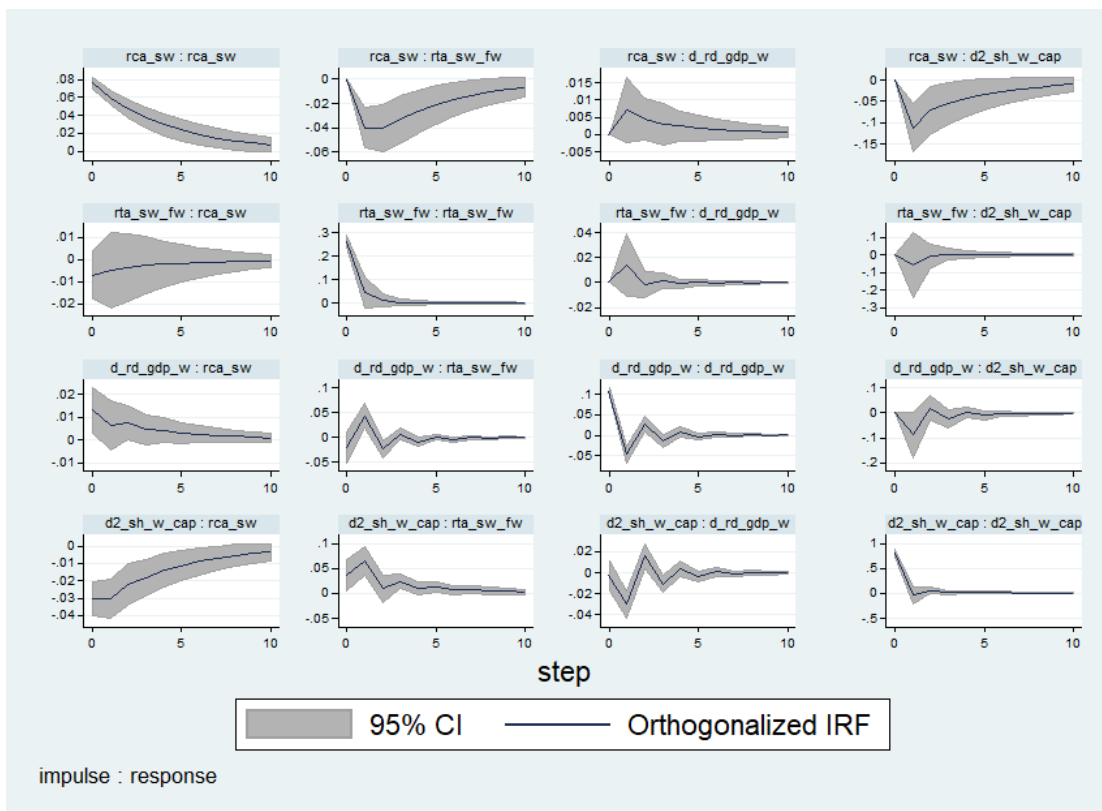 rca_sw : rca_sw
rca_sw : rta_sw_fw
rca_sw : d_rd_gdp_w
rca_sw : d2_sh_w_cap
.08
.06
.04
.02
0
0
-.02
-.04
-.06
.015
.01
.005
0
-.005
0
-.05
-.1
-.15
0 5 10
0 5 10
0 5 10
0 5 10
rta_sw_fw : rca_sw
rta_sw_fw : rta_sw_fw
rta_sw_fw : d_rd_gdp_w
rta_sw_fw : d2_sh_w_cap
.01
0
-.01
-.02
.3
.2
.1
0
.04
.02
0
-.02
.1
0
-.1
-.2
-.3
0 5 10
0 5 10
0 5 10
0 5 10
d_rd_gdp_w : rca_sw
d_rd_gdp_w : rta_sw_fw
d_rd_gdp_w : d_rd_gdp_w
d_rd_gdp_w : d2_sh_w_cap
.02
.01
0
-.01
.1
.05
0
-.05
.1
.05
0
-.05
.1
0
-.1
-.2
0 5 10
0 5 10
0 5 10
0 5 10
d2_sh_w_cap : rca_sw
d2_sh_w_cap : rta_sw_fw
d2_sh_w_cap : d_rd_gdp_w
d2_sh_w_cap : d2_sh_w_cap
0
-.01
-.02
-.03
-.04
.1
.05
0
-.05
.02
0
-.02
-.04
1
.5
0
-.5
0 5 10
0 5 10
0 5 10
0 5 10
step
95% CI
Orthogonalized IRF
impulse : response